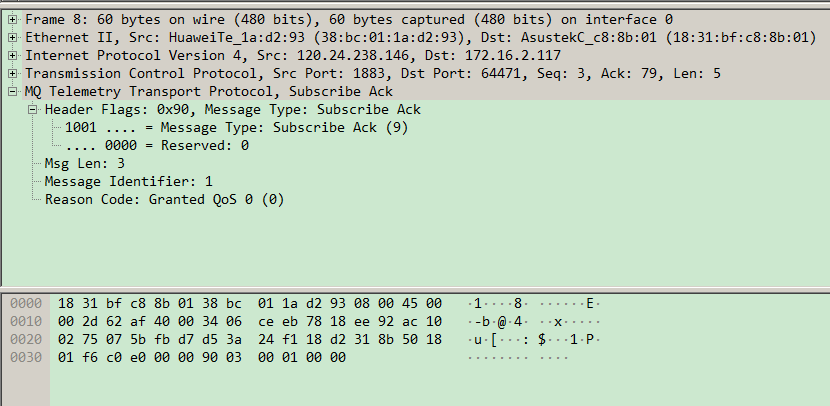 Frame 8: 60 bytes on wire (480 bits), 60 bytes captured (480 bits) on interface 0
Ethernet II, Src: HuaweiTe_1a:d2:93 (38:bc:01:1a:d2:93), Dst: AsustekC_c8:8b:01 (18:31:bf:c8:8b:01)
Internet Protocol Version 4, Src: 120.24.238.146, Dst: 172.16.2.117
Transmission Control Protocol, Src Port: 1883, Dst Port: 64471, Seq: 3, Ack: 79, Len: 5
MQ Telemetry Transport Protocol, Subscribe Ack
Header Flags: 0x90, Message Type: Subscribe Ack
1001 .... = Message Type: Subscribe Ack (9)
.... 0000 = Reserved: 0
Msg Len: 3
Message Identifier: 1
Reason Code: Granted QoS 0 (0)
0000 18 31 bf c8 8b 01 38 bc 01 1a d2 93 08 00 45 00 ·1····8· ······E·
0010 00 2d 62 af 40 00 34 06 ce eb 78 18 ee 92 ac 10 ·-b·@·4· ··x·····
0020 02 75 07 5b fb d7 d5 3a 24 f1 18 d2 31 8b 50 18 ·u·[···: $···1·P·
0030 01 f6 c0 e0 00 00 90 03 00 01 00 00 ········ ····